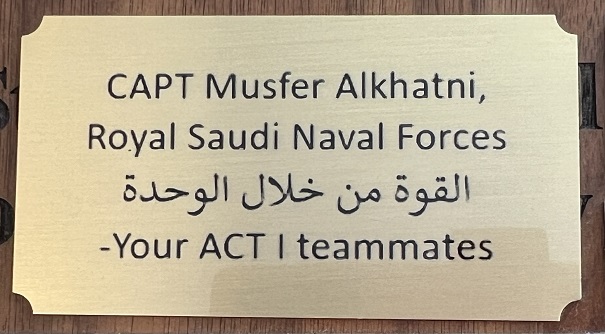 CAPT Musfer Alkhatni,
Royal Saudi Naval Forces
القوة من خلال الوحدة
-Your ACT I teammates